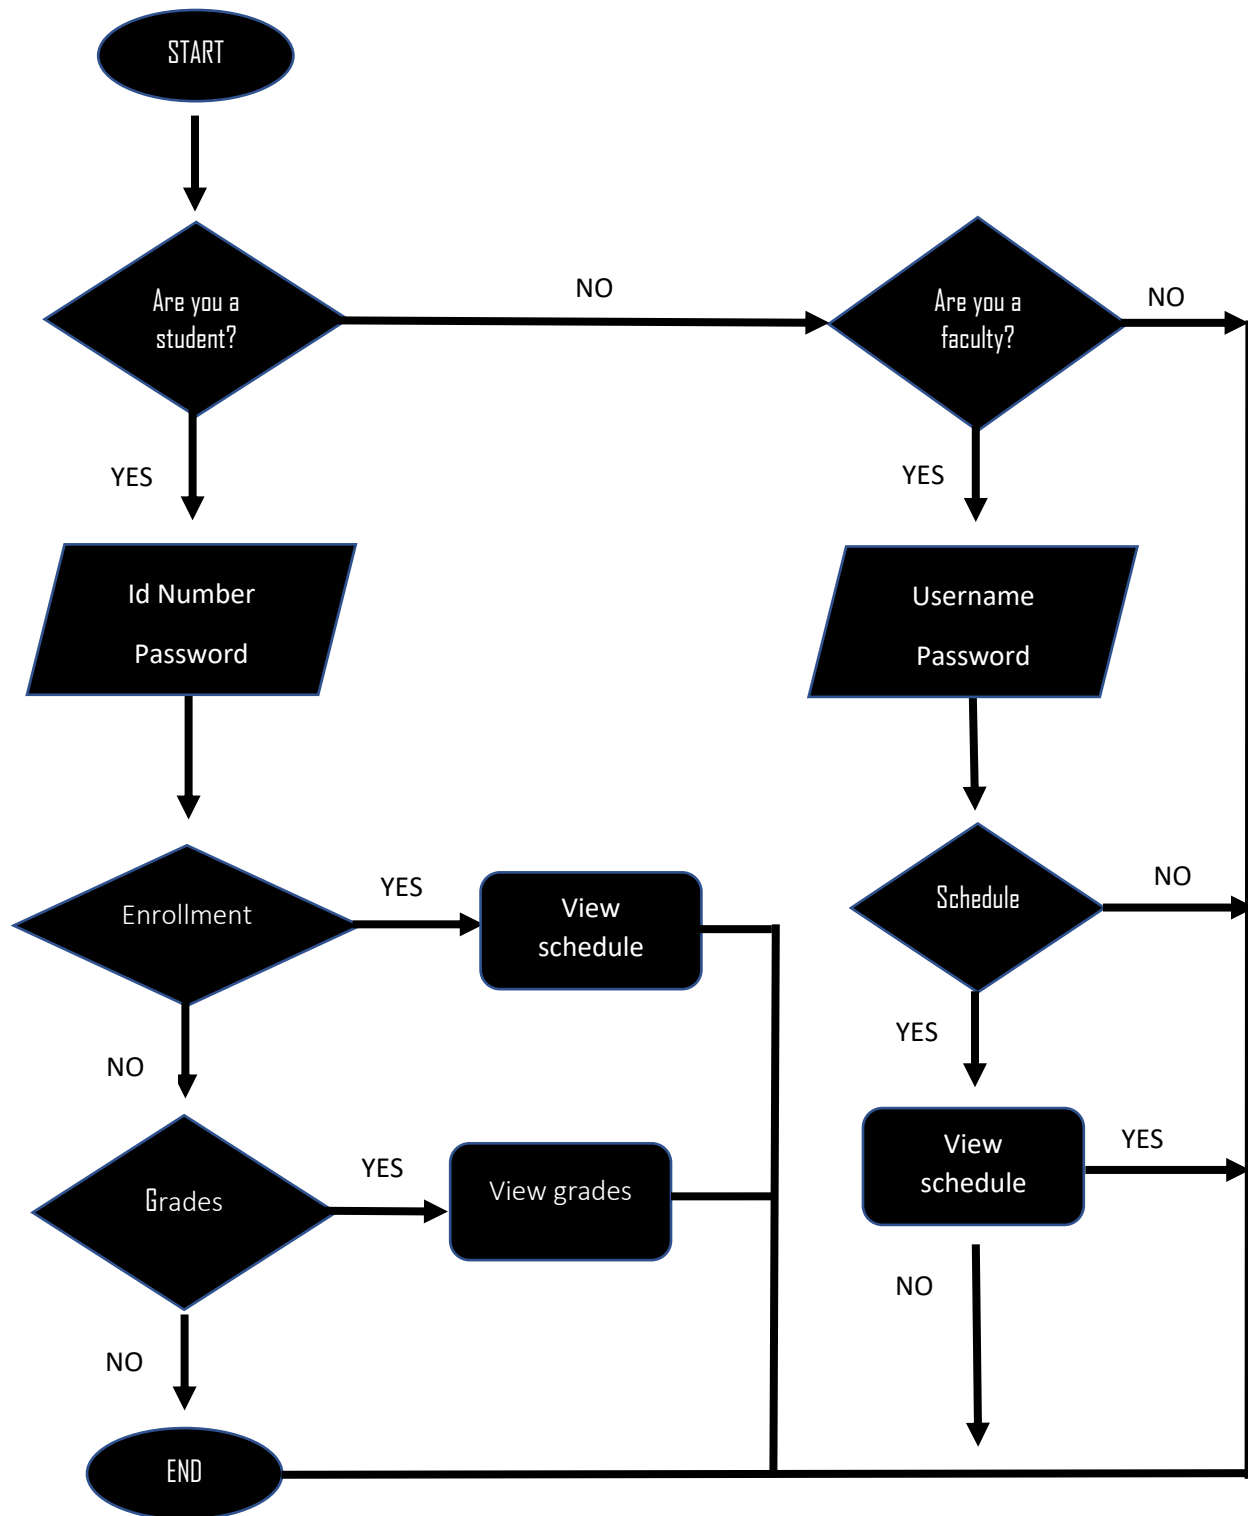 START
Are you a
student?
NO
Are you a
faculty?
NO
YES
YES
Id Number
Password
Username
Password
Enrollment
YES
View
schedule
Schedule
NO
NO
YES
Grades
YES
View grades
View
schedule
YES
NO
NO
END